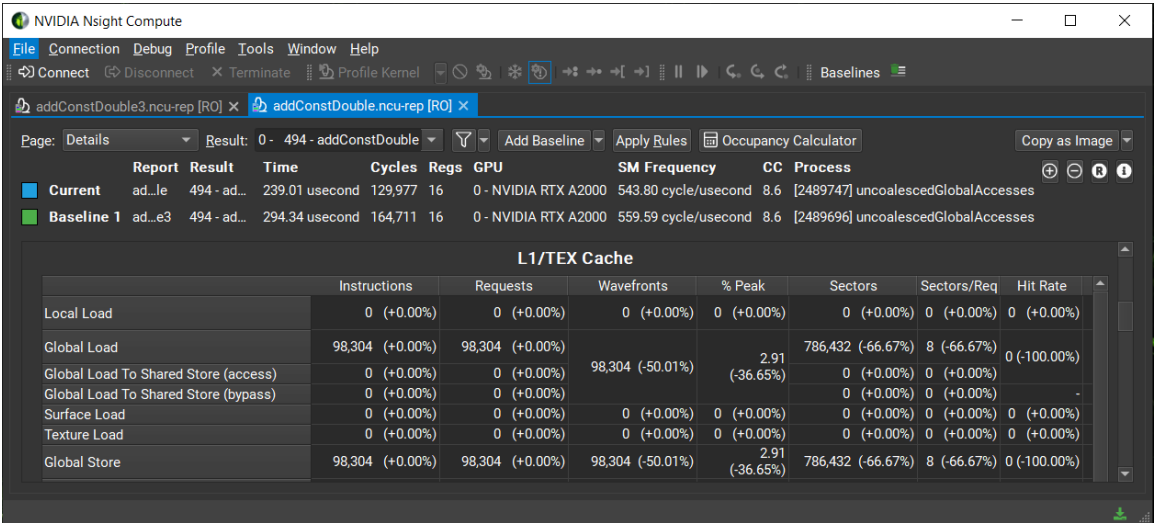 NVIDIA Nsight Compute
File Connection Debug Profile Tools Window Help
Connect Disconnect Terminate Profile Kernel Baselines
addConstDouble3.ncu-rep [RO] addConstDouble.ncu-rep [RO]
Page: Details Result: 0 - 494 - addConstDouble Add Baseline Apply Rules Occupancy Calculator Copy as Image
Report Result Time Cycles Regs GPU SM Frequency CC Process
Current ad...le 494 - ad... 239.01 usecond 129,977 16 0 - NVIDIA RTX A2000 543.80 cycle/usecond 8.6 [2489747] uncoalescedGlobalAccesses
Baseline 1 ad...e3 494 - ad... 294.34 usecond 164,711 16 0 - NVIDIA RTX A2000 559.59 cycle/usecond 8.6 [2489696] uncoalescedGlobalAccesses
L1/TEX Cache
Instructions Requests Wavefronts % Peak Sectors Sectors/Req Hit Rate
Local Load 0 (+0.00%) 0 (+0.00%) 0 (+0.00%) 0 (+0.00%) 0 (+0.00%) 0 (+0.00%) 0 (+0.00%)
Global Load 98,304 (+0.00%) 98,304 (+0.00%) 98,304 (-50.01%) 2.91 (-36.65%) 786,432 (-66.67%) 8 (-66.67%) 0 (-100.00%)
Global Load To Shared Store (access) 0 (+0.00%) 0 (+0.00%) 0 (+0.00%) 0 (+0.00%)
Global Load To Shared Store (bypass) 0 (+0.00%) 0 (+0.00%) 0 (+0.00%) 0 (+0.00%) -
Surface Load 0 (+0.00%) 0 (+0.00%) 0 (+0.00%) 0 (+0.00%) 0 (+0.00%) 0 (+0.00%) 0 (+0.00%)
Texture Load 0 (+0.00%) 0 (+0.00%) 0 (+0.00%) 0 (+0.00%) 0 (+0.00%) 0 (+0.00%) 0 (+0.00%)
Global Store 98,304 (+0.00%) 98,304 (+0.00%) 98,304 (-50.01%) 2.91 (-36.65%) 786,432 (-66.67%) 8 (-66.67%) 0 (-100.00%)